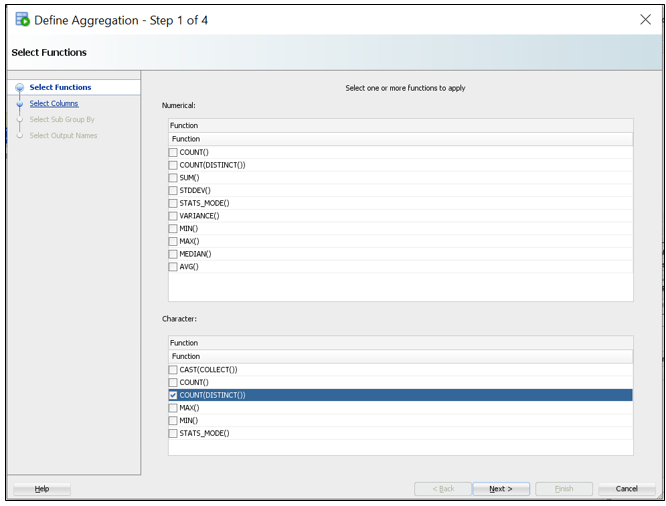 Define Aggregation - Step 1 of 4
Select Functions
Select Functions
Select Columns
Select Sub Group By
Select Output Names
Select one or more functions to apply
Numerical:
Function
Function
COUNT()
COUNT(DISTINCT())
SUM()
STDDEV()
STATS_MODE()
VARIANCE()
MIN()
MAX()
MEDIAN()
AVG()
Character:
Function
Function
CAST(COLLECT())
COUNT()
COUNT(DISTINCT())
MAX()
MIN()
STATS_MODE()
Help
< Back
Next >
Finish
Cancel